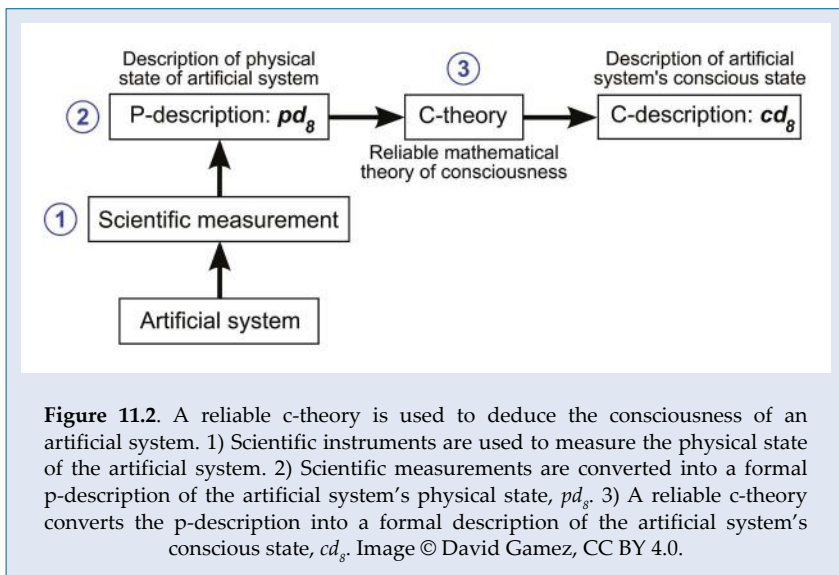 Description of physical
state of artificial system
2
P-description: pd8
3
C-theory
Reliable mathematical
theory of consciousness
Description of artificial
system's conscious state
C-description: cd8
1
Scientific measurement
Artificial system
Figure 11.2. A reliable c-theory is used to deduce the consciousness of an
artificial system. 1) Scientific instruments are used to measure the physical state
of the artificial system. 2) Scientific measurements are converted into a formal
p-description of the artificial system’s physical state, pd8. 3) A reliable c-theory
converts the p-description into a formal description of the artificial system’s
conscious state, cd8. Image © David Gamez, CC BY 4.0.